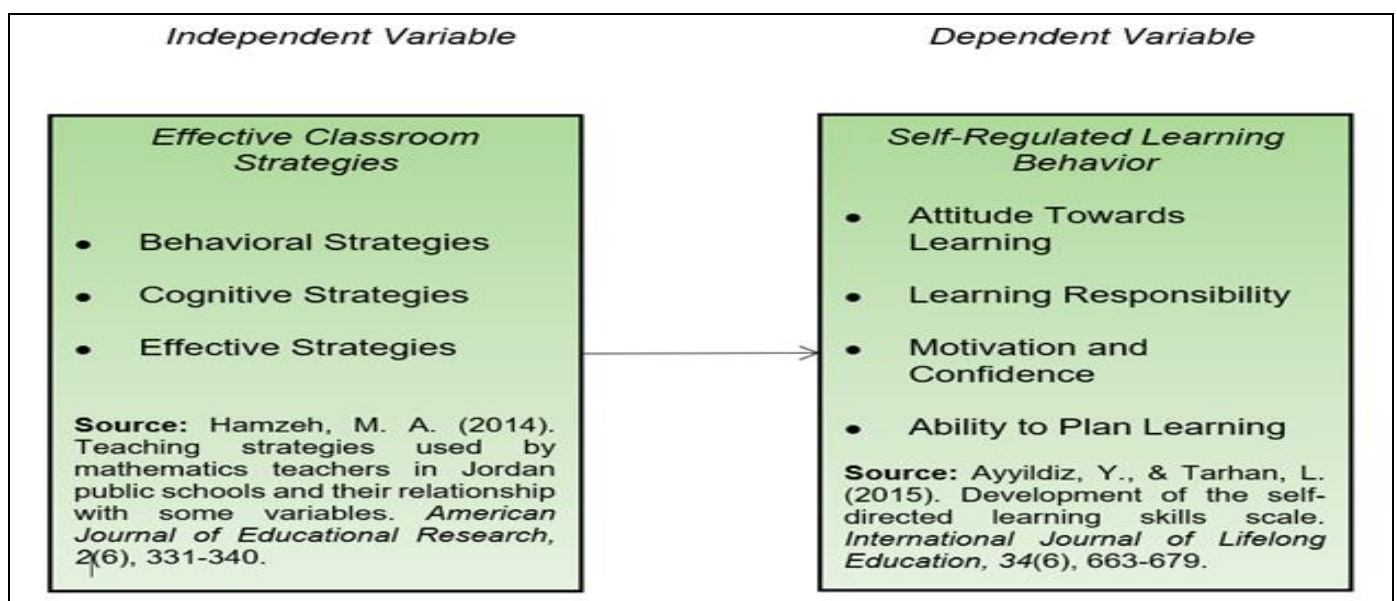 Independent Variable
Dependent Variable
Effective Classroom
Strategies
• Behavioral Strategies
• Cognitive Strategies
• Effective Strategies
Source: Hamzeh, M. A. (2014).
Teaching strategies used by
mathematics teachers in Jordan
public schools and their relationship
with some variables. American
Journal of Educational Research,
2(6), 331-340.
Self-Regulated Learning
Behavior
• Attitude Towards
Learning
• Learning Responsibility
• Motivation and
Confidence
• Ability to Plan Learning
Source: Ayyildiz, Y., & Tarhan, L.
(2015). Development of the self-
directed learning skills scale.
International Journal of Lifelong
Education, 34(6), 663-679.